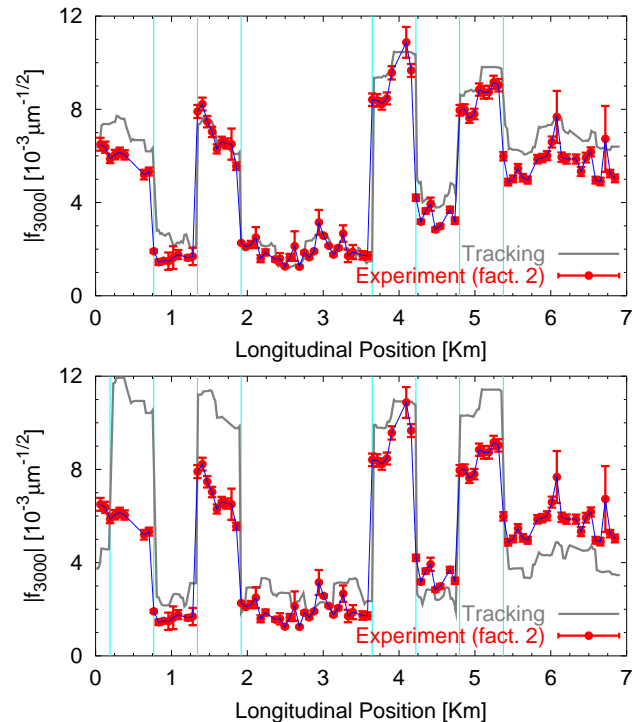 12
8
4
0
|f3000| [10^-3 μm^-1/2]
Tracking
Experiment (fact. 2)
0 1 2 3 4 5 6 7
Longitudinal Position [Km]
12
8
4
0
|f3000| [10^-3 μm^-1/2]
Tracking
Experiment (fact. 2)
0 1 2 3 4 5 6 7
Longitudinal Position [Km]